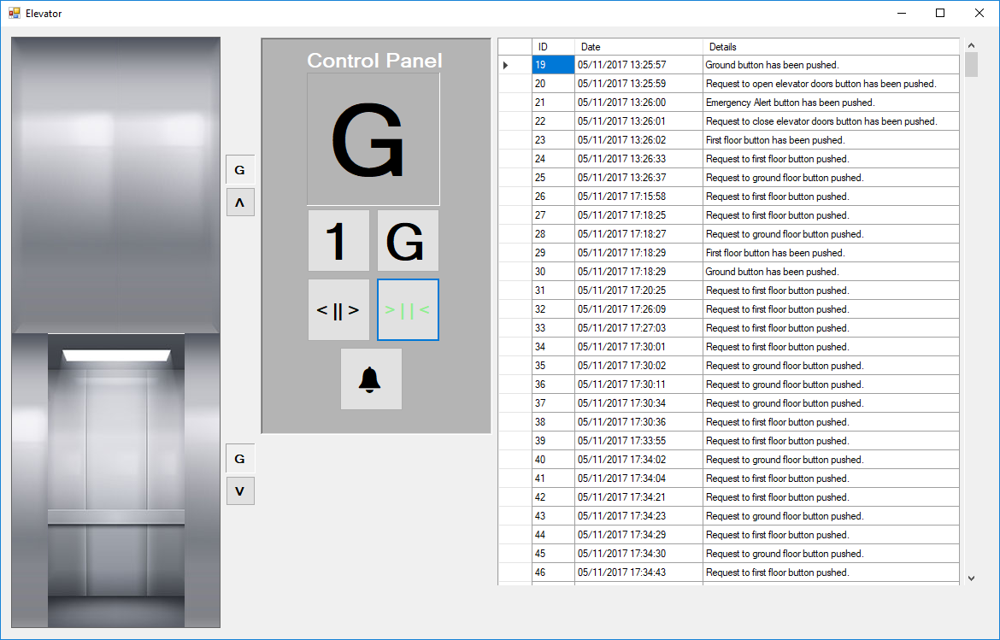 Elevator
G
Λ
G
V
Control Panel
G
1 G
< || > > | | <
ID Date Details
19 05/11/2017 13:25:57 Ground button has been pushed.
20 05/11/2017 13:25:59 Request to open elevator doors button has been pushed.
21 05/11/2017 13:26:00 Emergency Alert button has been pushed.
22 05/11/2017 13:26:01 Request to close elevator doors button has been pushed.
23 05/11/2017 13:26:02 First floor button has been pushed.
24 05/11/2017 13:26:33 Request to first floor button pushed.
25 05/11/2017 13:26:37 Request to ground floor button pushed.
26 05/11/2017 17:15:58 Request to first floor button pushed.
27 05/11/2017 17:18:25 Request to first floor button pushed.
28 05/11/2017 17:18:27 Request to ground floor button pushed.
29 05/11/2017 17:18:29 First floor button has been pushed.
30 05/11/2017 17:18:29 Ground button has been pushed.
31 05/11/2017 17:20:25 Request to first floor button pushed.
32 05/11/2017 17:26:09 Request to first floor button pushed.
33 05/11/2017 17:27:03 Request to first floor button pushed.
34 05/11/2017 17:30:01 Request to first floor button pushed.
35 05/11/2017 17:30:02 Request to ground floor button pushed.
36 05/11/2017 17:30:11 Request to ground floor button pushed.
37 05/11/2017 17:30:34 Request to ground floor button pushed.
38 05/11/2017 17:30:36 Request to first floor button pushed.
39 05/11/2017 17:33:55 Request to first floor button pushed.
40 05/11/2017 17:34:02 Request to ground floor button pushed.
41 05/11/2017 17:34:04 Request to first floor button pushed.
42 05/11/2017 17:34:21 Request to first floor button pushed.
43 05/11/2017 17:34:23 Request to ground floor button pushed.
44 05/11/2017 17:34:29 Request to first floor button pushed.
45 05/11/2017 17:34:30 Request to ground floor button pushed.
46 05/11/2017 17:34:43 Request to first floor button pushed.